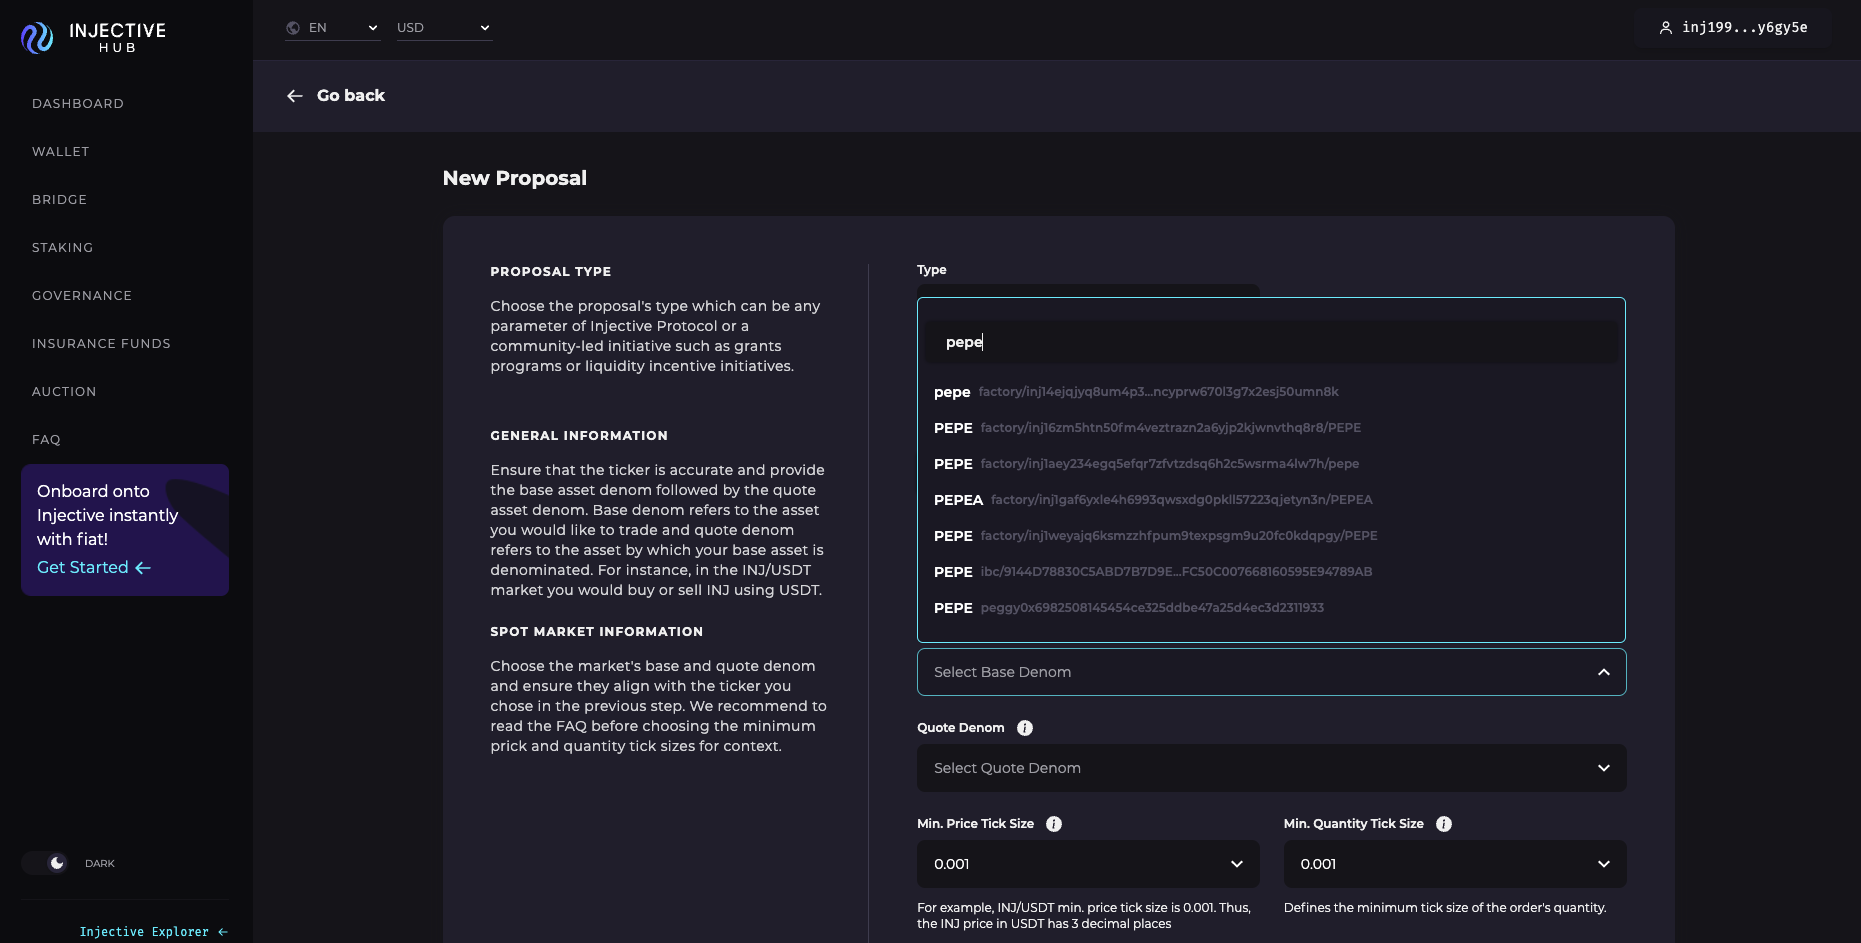 INJECTIVE
HUB
EN
USD
inj199...y6gy5e
DASHBOARD
WALLET
BRIDGE
STAKING
GOVERNANCE
INSURANCE FUNDS
AUCTION
FAQ
Onboard onto
Injective instantly
with fiat!
Get Started
DARK
Injective Explorer
Go back
New Proposal
PROPOSAL TYPE
Choose the proposal's type which can be any
parameter of Injective Protocol or a
community-led initiative such as grants
programs or liquidity incentive initiatives.
GENERAL INFORMATION
Ensure that the ticker is accurate and provide
the base asset denom followed by the quote
asset denom. Base denom refers to the asset
you would like to trade and quote denom
refers to the asset by which your base asset is
denominated. For instance, in the INJ/USDT
market you would buy or sell INJ using USDT.
SPOT MARKET INFORMATION
Choose the market's base and quote denom
and ensure they align with the ticker you
chose in the previous step. We recommend to
read the FAQ before choosing the minimum
prick and quantity tick sizes for context.
Type
pepe
pepe factory/inj14ejqjyq8um4p3...ncyprw670l3g7x2esj50umn8k
PEPE factory/inj16zm5htn50fm4veztrazn2a6yjp2kjwnvthq8r8/PEPE
PEPE factory/inj1aey234egq5efqr7zfvtzdsq6h2c5wsrma4lw7h/pepe
PEPEA factory/inj1gaf6yxle4h6993qwsxdg0pkll57223qjetyn3n/PEPEA
PEPE factory/inj1weyajq6ksmzzhfpum9texpsgm9u20fc0kdqpgy/PEPE
PEPE ibc/9144D78830C5ABD7B7D9E...FC50C007668160595E94789AB
PEPE peggy0x6982508145454ce325ddbe47a25d4ec3d2311933
Select Base Denom
Quote Denom
Select Quote Denom
Min. Price Tick Size
0.001
For example, INJ/USDT min. price tick size is 0.001. Thus,
the INJ price in USDT has 3 decimal places
Min. Quantity Tick Size
0.001
Defines the minimum tick size of the order's quantity.